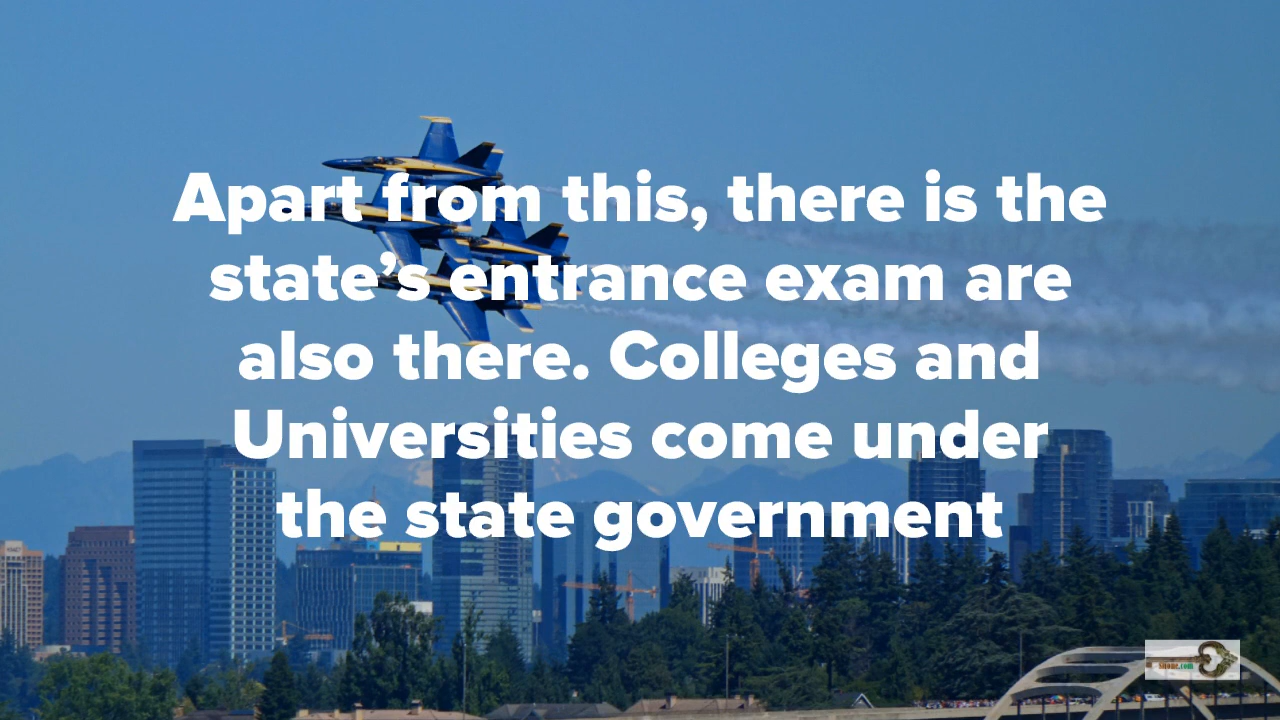 Apart from this, there is the
state’s entrance exam are
also there. Colleges and
Universities come under
the state government